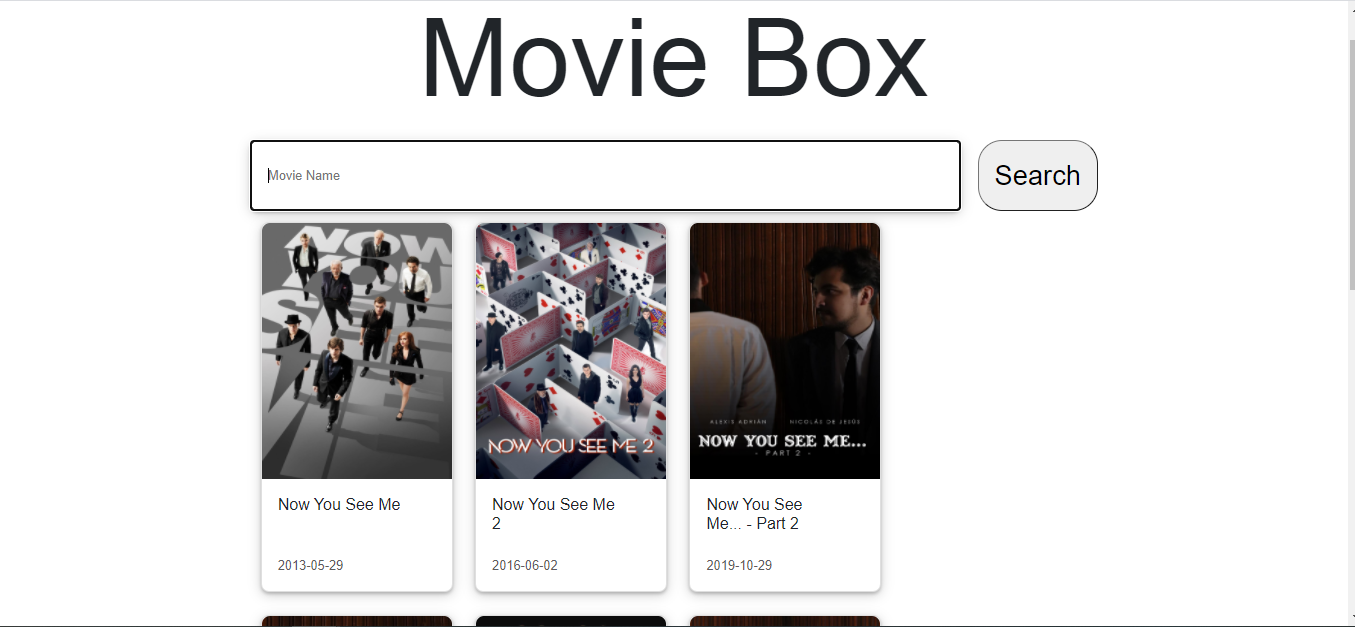 Movie Box
Movie Name
Search
NOW
YOU
SEE
NOW YOU SEE ME 2
ALEXIS ADRIÁN NICOLÁS DE JESÚS
NOW YOU SEE ME...
- PART 2 -
Now You See Me
Now You See Me
2
Now You See
Me... - Part 2
2013-05-29
2016-06-02
2019-10-29